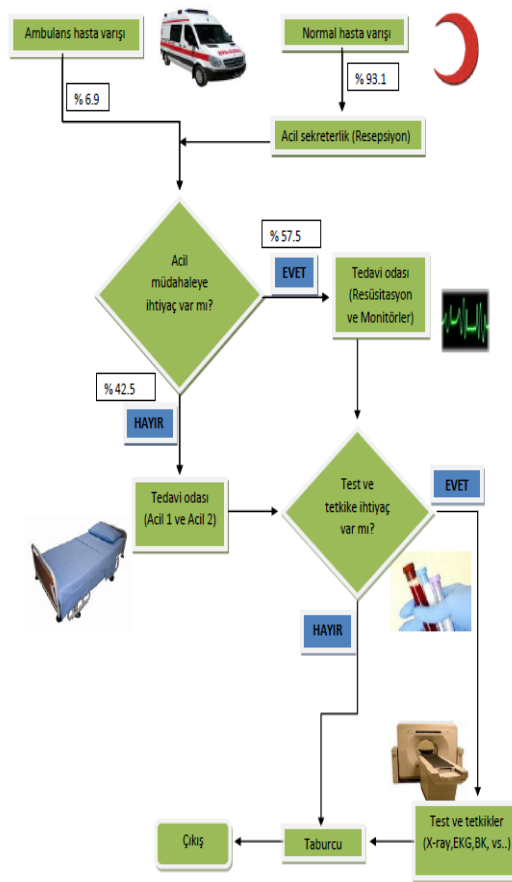 Ambulans hasta varışı
Normal hasta varışı
% 93.1
% 6.9
Acil sekreterlik (Resepsiyon)
Acil
müdahaleye
ihtiyaç var mı?
% 57.5
EVET
Tedavi odası
(Resüsitasyon
ve Monitörler)
% 42.5
HAYIR
Tedavi odası
(Acil 1 ve Acil 2)
Test ve
tetkike ihtiyaç
var mı?
EVET
HAYIR
Test ve tetkikler
(X-ray,EKG,BK, vs..)
Taburcu
Çıkış